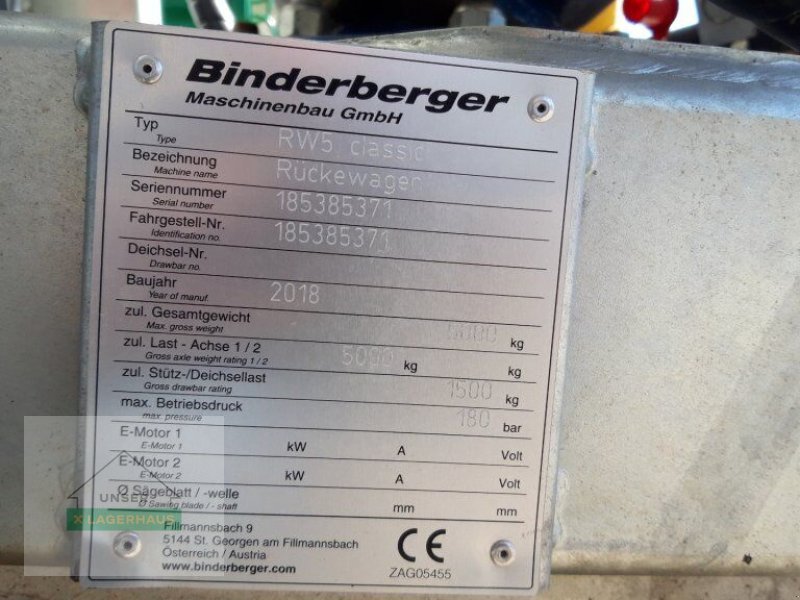 Binderberger
Maschinenbau GmbH
Typ RW5 classic
Type
Bezeichnung Rückewagen
Machine name
Seriennummer 185385371
Serial number
Fahrgestell-Nr. 185385371
Identification no.
Deichsel-Nr.
Drawbar no.
Baujahr 2018
Year of manuf.
zul. Gesamtgewicht kg
Max. gross weight
zul. Last - Achse 1 / 2 5000 kg kg
Gross axle weight rating 1 / 2
zul. Stütz-/Deichsellast 1500 kg
Gross drawbar rating
max. Betriebsdruck 180 bar
max. pressure
E-Motor 1 kW A Volt
E-Motor 1
E-Motor 2 kW A Volt
E-Motor 2
Ø Sägeblatt / -welle mm mm
Ø Sawing blade / - shaft
UNSER
X LAGERHAUS
Fillmannsbach 9
5144 St. Georgen am Fillmannsbach
Österreich / Austria
www.binderberger.com
CE
ZAG05455